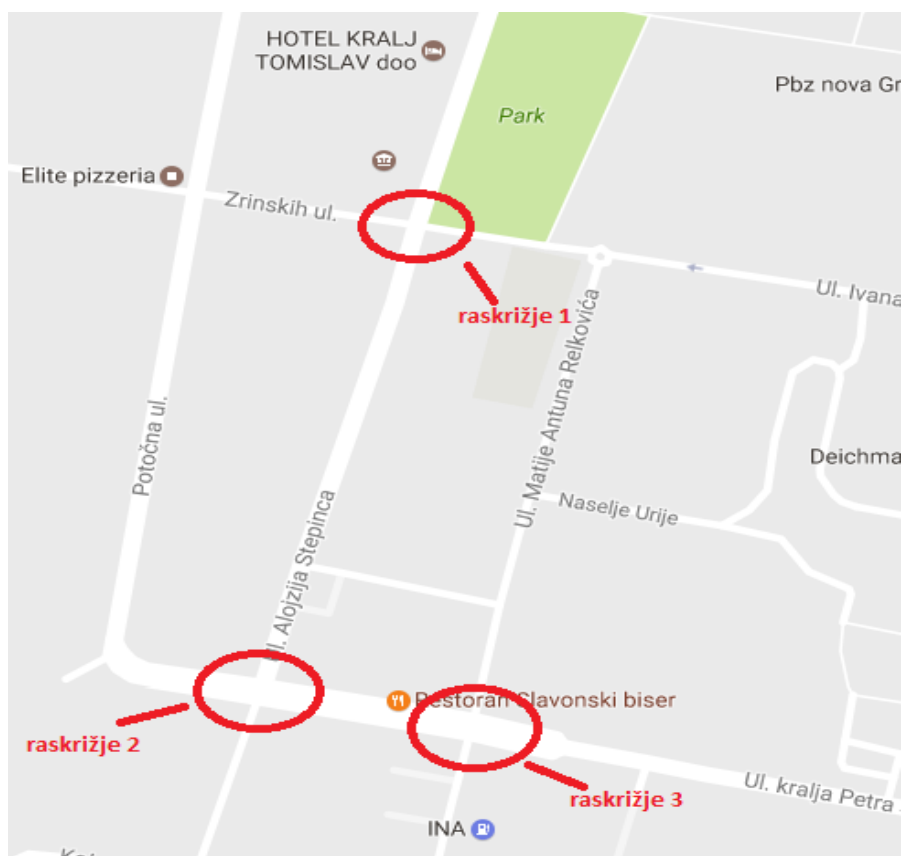 HOTEL KRALJ
TOMISLAV doo
Pbz nova Gr
Park
Elite pizzeria
Zrinskih ul.
Ul. Ivana
raskrižje 1
Ul. Matije Antuna Relkovića
Potočna ul.
Deichma
Naselje Urije
Ul. Alojzija Stepinca
Restoran Slavonski biser
raskrižje 2
Ul. kralja Petra
raskrižje 3
INA